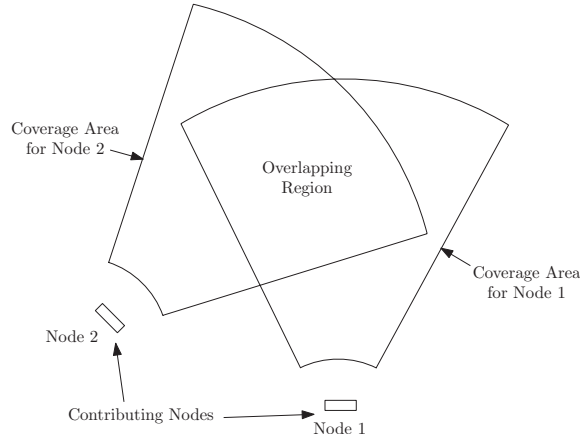 Coverage Area
for Node 2
Overlapping
Region
Coverage Area
for Node 1
Node 2
Contributing Nodes
Node 1